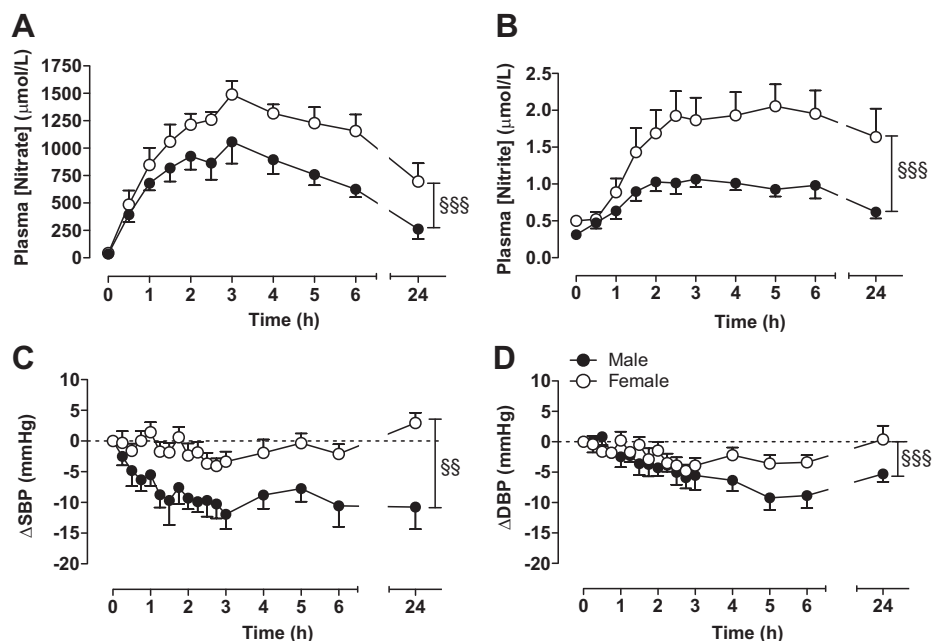 A
Plasma [Nitrate] (μmol/L)
1750
1500
1250
1000
750
500
250
0
§§§
0 1 2 3 4 5 6 24
Time (h)
B
Plasma [Nitrite] (μmol/L)
2.5
2.0
1.5
1.0
0.5
0.0
§§§
0 1 2 3 4 5 6 24
Time (h)
C
ΔSBP (mmHg)
10
5
0
-5
-10
-15
-20
§§
0 1 2 3 4 5 6 24
Time (h)
D
Male
Female
ΔDBP (mmHg)
10
5
0
-5
-10
-15
-20
§§§
0 1 2 3 4 5 6 24
Time (h)